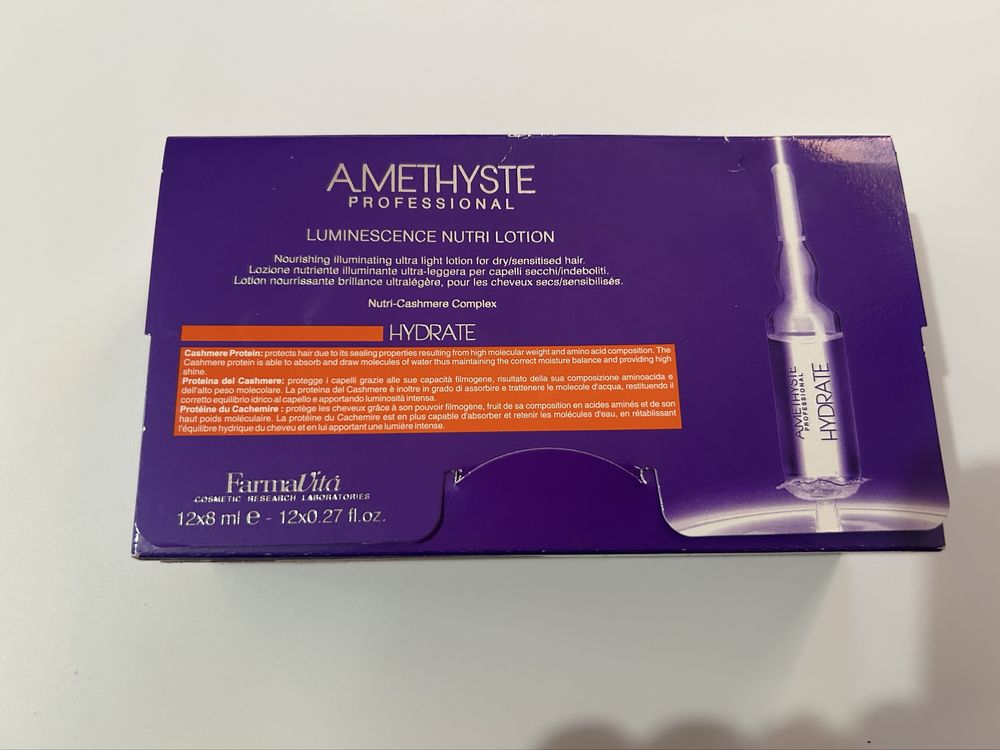 AMETHYSTE
PROFESSIONAL
LUMINESCENCE NUTRI LOTION
Nourishing illuminating ultra light lotion for dry/sensitised hair.
Lozione nutriente illuminante ultra-leggera per capelli secchi/indeboliti.
Lotion nourrissante brillance ultralégère, pour les cheveux secs/sensibilisés.
Nutri-Cashmere Complex
HYDRATE
Cashmere Protein: protects hair due to its sealing properties resulting from high molecular weight and amino acid composition. The
Cashmere protein is able to absorb and draw molecules of water thus maintaining the correct moisture balance and providing high
shine.
Proteina del Cashmere: protegge i capelli grazie alle sue capacità filmogene, risultato della sua composizione aminoacida e
dell'alto peso molecolare. La proteina del Cashmere è inoltre in grado di assorbire e trattenere le molecole d'acqua, restituendo il
corretto equilibrio idrico al capello e apportando luminosità intensa.
Protéine du Cachemire : protège les cheveux grâce à son pouvoir filmogène, fruit de sa composition en acides aminés et de son
haut poids moléculaire. La protéine du Cachemire est en plus capable d'absorber et retenir les molécules d'eau, en rétablissant
l'équilibre hydrique du cheveu et en lui apportant une lumière intense.
FarmaVita
COSMETIC RESEARCH LABORATORIES
12x8 ml e - 12x0.27 fl.oz.
AMETHYSTE
PROFESSIONAL
HYDRATE